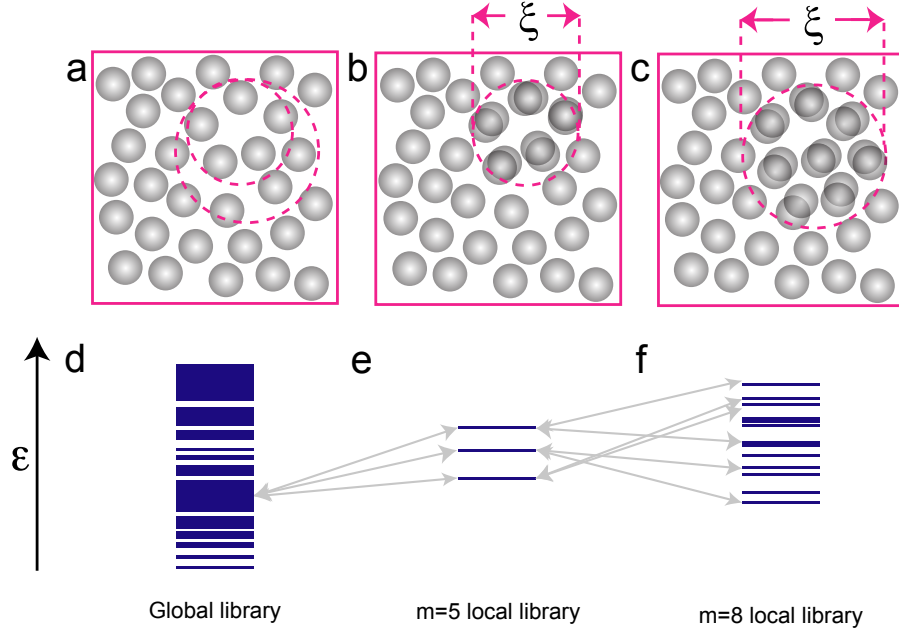 ξ
ξ
a
b
c
d
e
f
ε
Global library
m=5 local library
m=8 local library